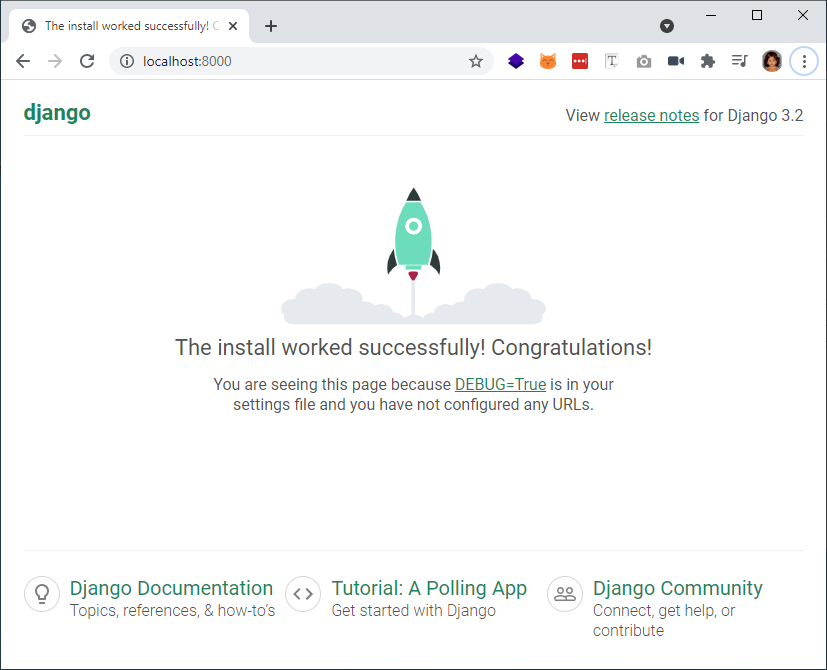 The install worked successfully! C
localhost:8000
django
View release notes for Django 3.2
The install worked successfully! Congratulations!
You are seeing this page because DEBUG=True is in your
settings file and you have not configured any URLs.
Django Documentation
Topics, references, & how-to's
Tutorial: A Polling App
Get started with Django
Django Community
Connect, get help, or
contribute